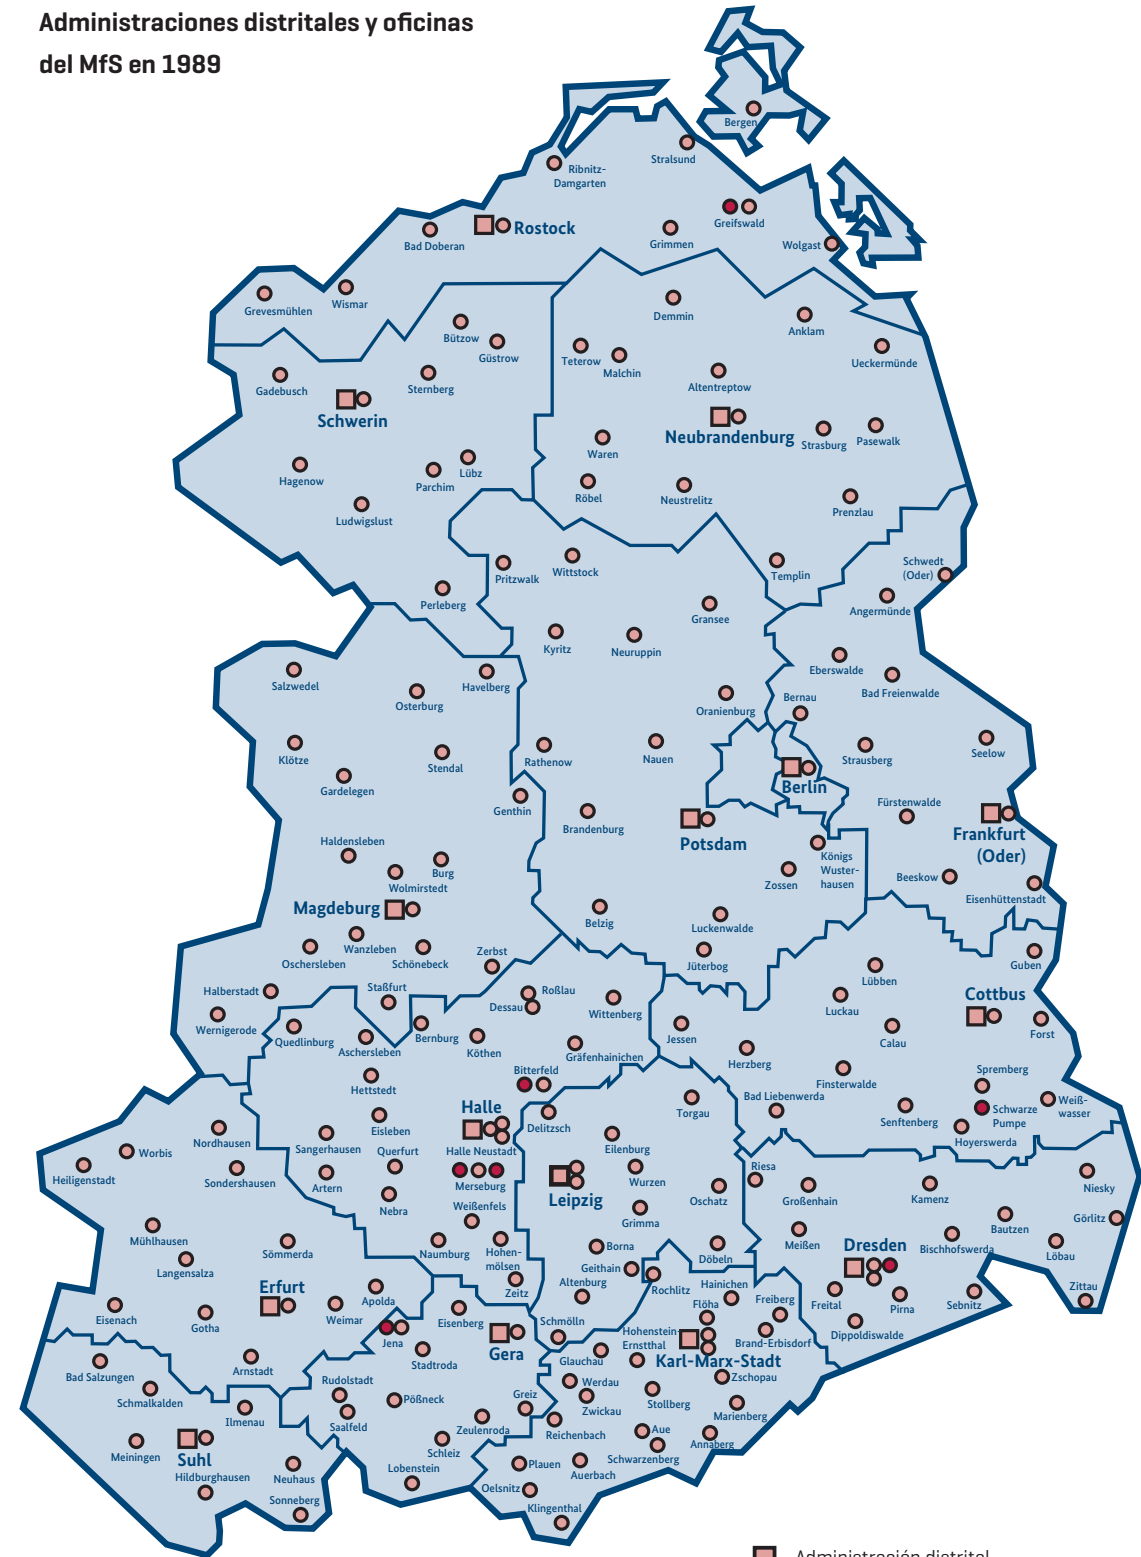 Administraciones distritales y oficinas
del MfS en 1989
Bergen
Stralsund
Ribnitz-
Damgarten
Greifswald
Rostock
Bad Doberan
Grimmen
Wolgast
Grevesmühlen
Wismar
Demmin
Anklam
Bützow
Güstrow
Teterow
Malchin
Ueckermünde
Gadebusch
Sternberg
Altentreptow
Schwerin
Neubrandenburg
Strasburg
Pasewalk
Waren
Hagenow
Parchim
Lübz
Röbel
Neustrelitz
Ludwigslust
Prenzlau
Pritzwalk
Wittstock
Templin
Schwedt
(Oder)
Perleberg
Angermünde
Gransee
Kyritz
Neuruppin
Eberswalde
Salzwedel
Havelberg
Bad Freienwalde
Osterburg
Oranienburg
Bernau
Klötze
Stendal
Rathenow
Nauen
Strausberg
Seelow
Gardelegen
Berlin
Genthin
Brandenburg
Fürstenwalde
Potsdam
Frankfurt
(Oder)
Haldensleben
Burg
Wolmirstedt
Königs
Wuster-
hausen
Zossen
Beeskow
Eisenhüttenstadt
Magdeburg
Belzig
Luckenwalde
Wanzleben
Oschersleben
Schönebeck
Zerbst
Jüterbog
Guben
Lübben
Halberstadt
Staßfurt
Roßlau
Dessau
Wittenberg
Luckau
Cottbus
Wernigerode
Quedlinburg
Aschersleben
Bernburg
Köthen
Gräfenhainichen
Jessen
Calau
Forst
Herzberg
Hettstedt
Bitterfeld
Finsterwalde
Spremberg
Torgau
Bad Liebenwerda
Weiß-
wasser
Halle
Delitzsch
Senftenberg
Schwarze
Pumpe
Eisleben
Hoyerswerda
Nordhausen
Sangerhausen
Querfurt
Halle Neustadt
Eilenburg
Worbis
Heiligenstadt
Sondershausen
Artern
Merseburg
Wurzen
Riesa
Leipzig
Oschatz
Großenhain
Kamenz
Niesky
Nebra
Weißenfels
Grimma
Görlitz
Mühlhausen
Sömmerda
Naumburg
Hohen-
mölsen
Borna
Döbeln
Meißen
Dresden
Bischofswerda
Bautzen
Löbau
Langensalza
Geithain
Zeitz
Altenburg
Rochlitz
Hainichen
Zittau
Erfurt
Apolda
Freital
Pirna
Sebnitz
Eisenach
Gotha
Weimar
Eisenberg
Flöha
Freiberg
Jena
Gera
Schmölln
Hohenstein-
Ernstthal
Brand-Erbisdorf
Dippoldiswalde
Stadtroda
Glauchau
Karl-Marx-Stadt
Bad Salzungen
Arnstadt
Zschopau
Schmalkalden
Rudolstadt
Werdau
Pößneck
Greiz
Zwickau
Stollberg
Ilmenau
Saalfeld
Marienberg
Zeulenroda
Reichenbach
Aue
Annaberg
Meiningen
Suhl
Schleiz
Schwarzenberg
Hildburghausen
Neuhaus
Lobenstein
Plauen
Auerbach
Oelsnitz
Sonneberg
Klingenthal
Administración distrital